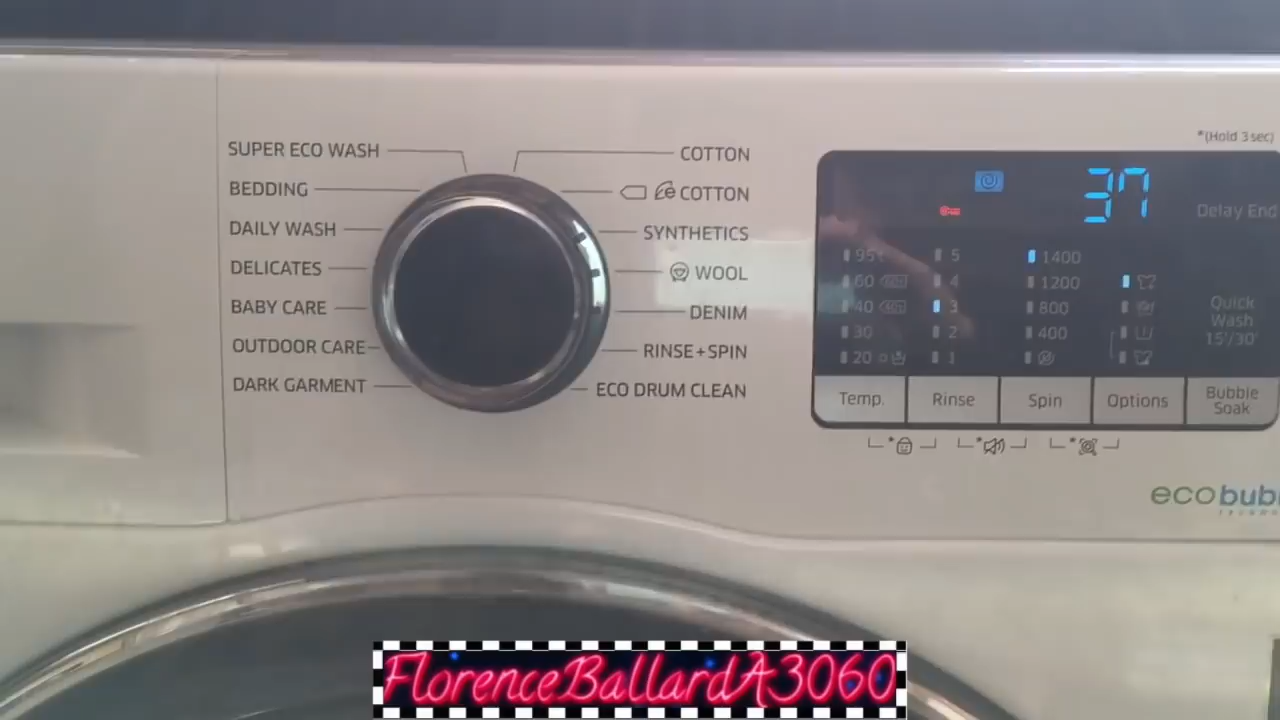 SUPER ECO WASH
BEDDING
DAILY WASH
DELICATES
BABY CARE
OUTDOOR CARE
DARK GARMENT
COTTON
COTTON
SYNTHETICS
WOOL
DENIM
RINSE+SPIN
ECO DRUM CLEAN
*(Hold 3 sec)
37
Delay End
95 5 1400
60 4 1200
40 3 800
30 2 400
20 1
Quick
Wash
15'/30'
Temp. Rinse Spin Options Bubble
Soak
* * *
eco bub
FlorenceBallardA3060